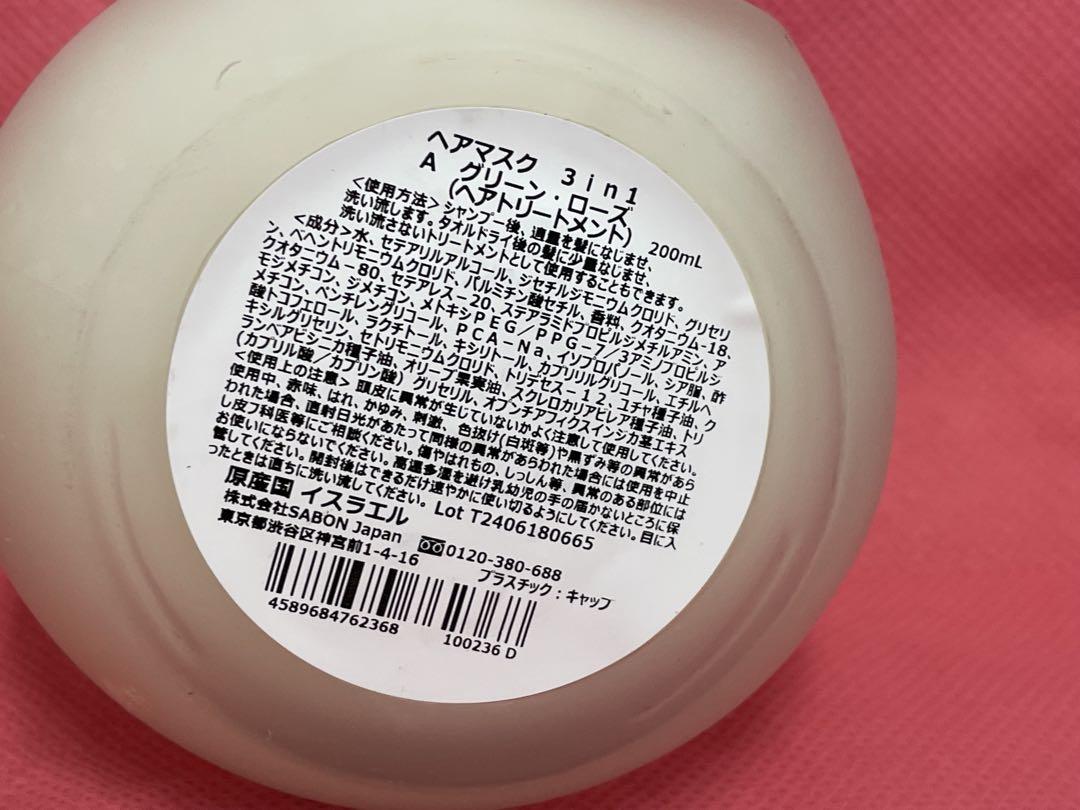 ヘアマスク 3in1
A グリーン・ローズ
(ヘアトリートメント) 200mL
<使用方法> シャンプー後、適量を髪になじませ、
洗い流します。タオルドライ後の髪に少量なじませ、
洗い流さないトリートメントとして使用することもできます。
<成分> 水、セテアリルアルコール、ジセチルジモニウムクロリド、グリセリ
ン、ベヘントリモニウムクロリド、パルミチン酸セチル、香料、クオタニウム-18、
クオタニウム-80、セテアレス-20、ステアラミドプロピルジメチルアミン、ア
モジメチコン、ジメチコン、メトキシPEG/PPG-7/3アミノプロピルジ
メチコン、ペンチレングリコール、PCA-Na、イソプロパノール、シア脂、酢
酸トコフェロール、ラクチトール、キシリトール、カプリリルグリコール、エチルヘ
キシルグリセリン、セトリモニウムクロリド、トリデセス-12、ユチヤ種子油、ク
ランベアビシニカ種子油、オリーブ果実油、スクレロカリアビレア種子油、トリ
(カプリル酸/カプリン酸) グリセリル、オプンチアフィクスインジカ茎エキス
<使用上の注意> 頭皮に異常が生じていないかよく注意して使用してください。
使用中、赤味、はれ、かゆみ、刺激、色抜け(白斑等)や黒ずみ等の異常があら
われた場合、直射日光があたって同様の異常があらわれた場合には使用を中止
し皮フ科医等にご相談ください。傷やはれもの、しっしん等、異常のある部位には
お使いにならないでください。高温多湿を避け乳幼児の手の届かないところに保
管してください。開封後はできるだけ速やかに使い切るようにしてください。目に入
ったときは直ちに洗い流してください。 Lot T2406180665
原産国 イスラエル
株式会社SABON Japan 0120-380-688
東京都渋谷区神宮前1-4-16 プラスチック:キャップ
4589684762368 100236 D